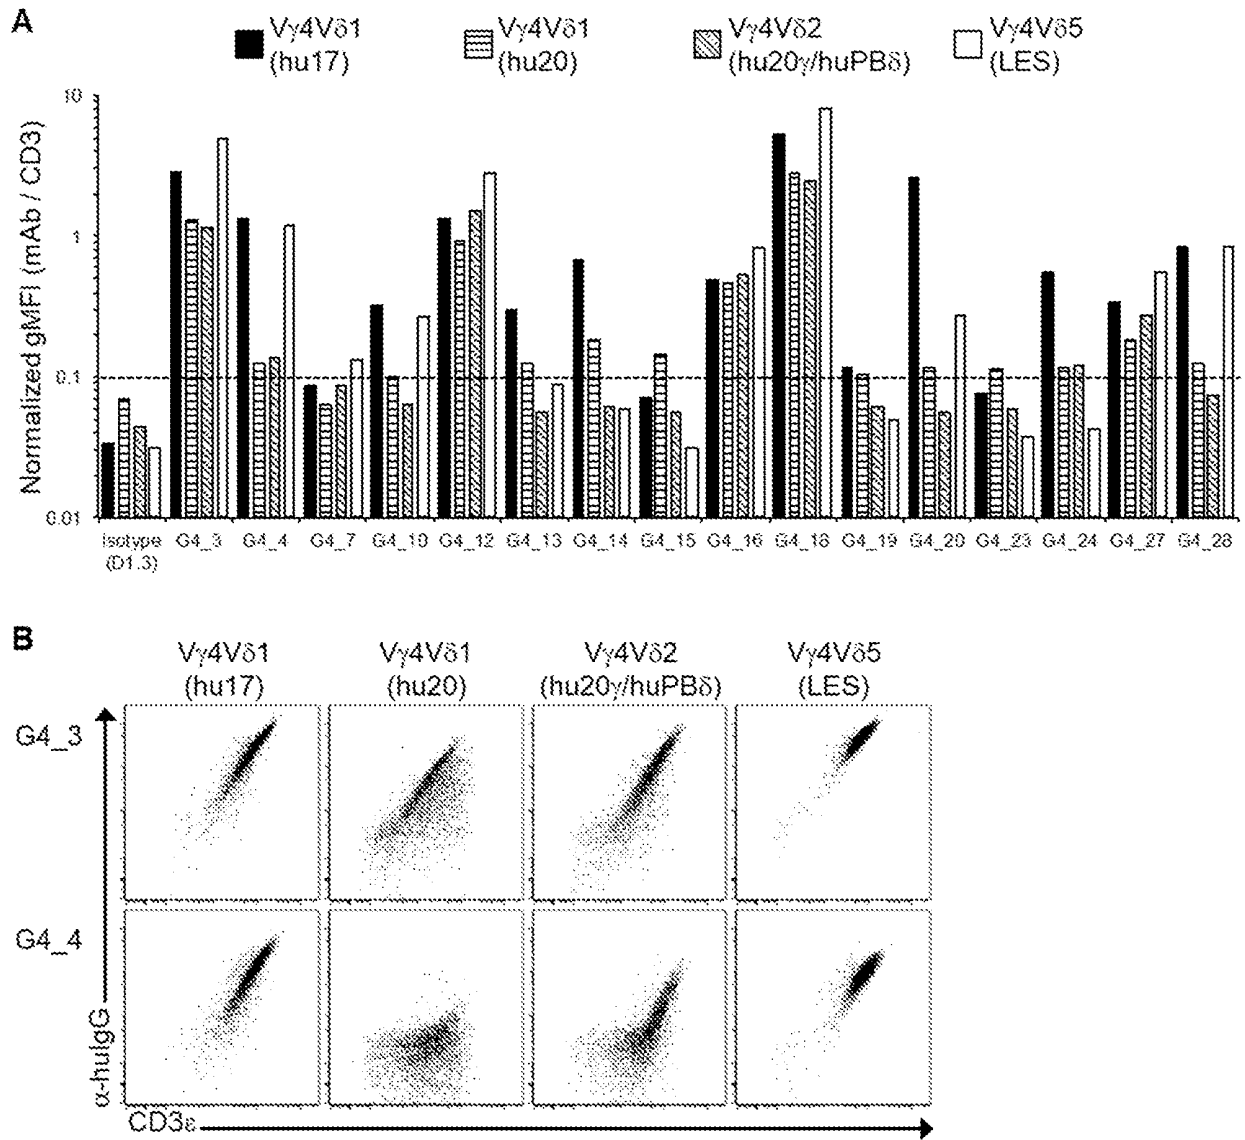 A
Vγ4Vδ1
(hu17)
Vγ4Vδ1
(hu20)
Vγ4Vδ2
(hu20γ/huPBδ)
Vγ4Vδ5
(LES)
Normalized gMFI (mAb / CD3)
10
1
0.1
0.01
Isotype
(D1.3)
G4_3
G4_4
G4_7
G4_10
G4_12
G4_13
G4_14
G4_15
G4_16
G4_18
G4_19
G4_20
G4_23
G4_24
G4_27
G4_28
B
Vγ4Vδ1
(hu17)
Vγ4Vδ1
(hu20)
Vγ4Vδ2
(hu20γ/huPBδ)
Vγ4Vδ5
(LES)
G4_3
G4_4
α-huIgG
CD3ε